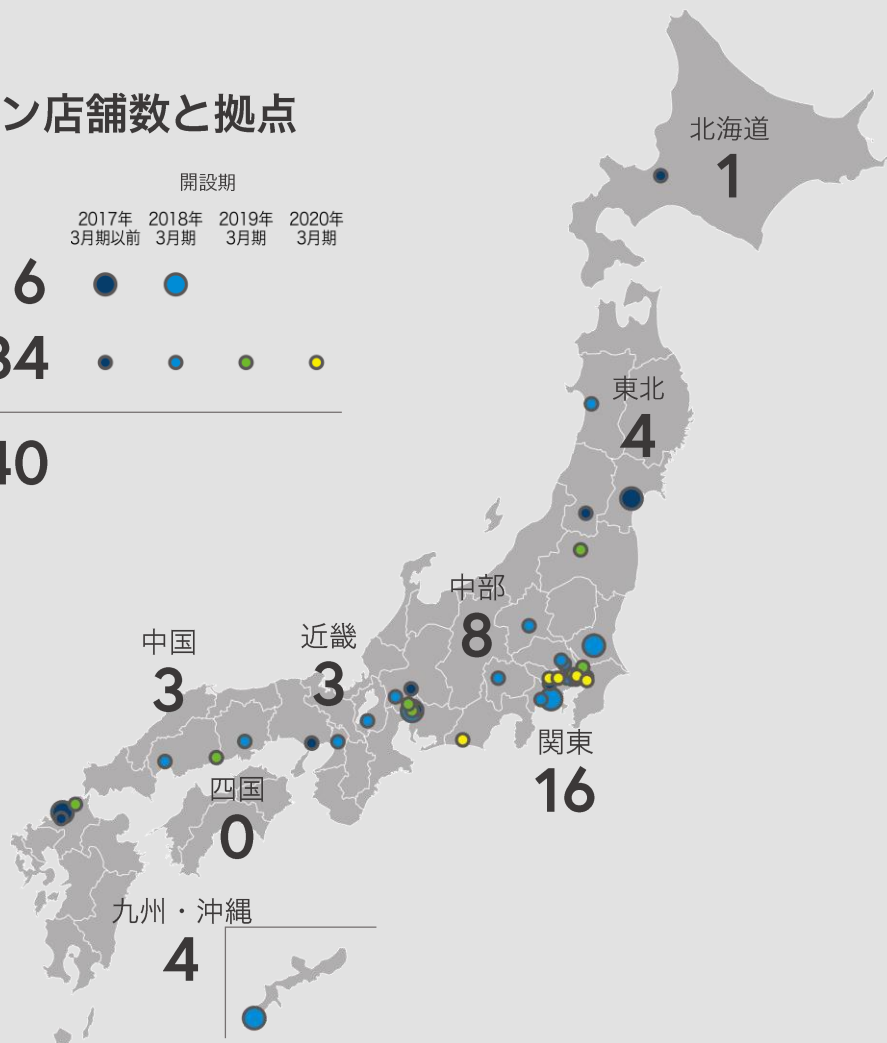 ン店舗数と拠点
開設期
2017年 2018年 2019年 2020年
3月期以前 3月期 3月期 3月期
6
34
40
北海道
1
東北
4
中部
8
近畿
3
中国
3
関東
16
四国
0
九州・沖縄
4